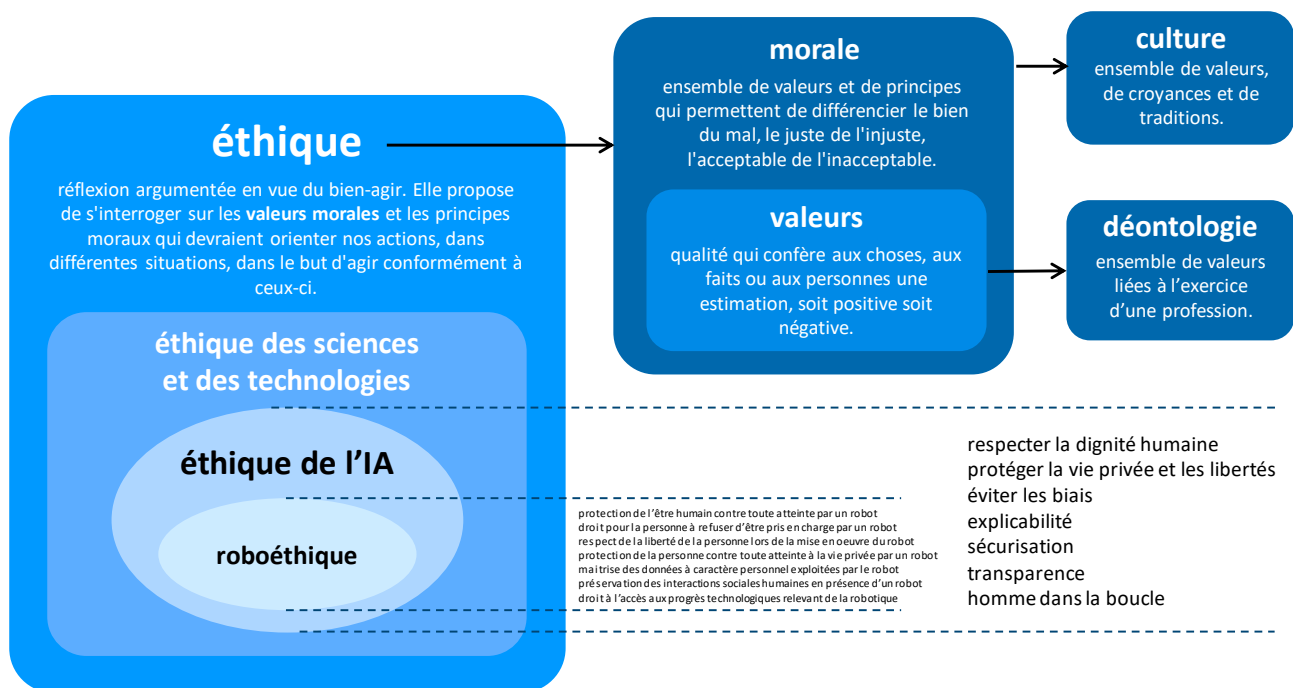 éthique
réflexion argumentée en vue du bien-agir. Elle propose
de s'interroger sur les valeurs morales et les principes
moraux qui devraient orienter nos actions, dans
différentes situations, dans le but d'agir conformément à
ceux-ci.
éthique des sciences
et des technologies
éthique de l'IA
roboéthique
morale
ensemble de valeurs et de principes
qui permettent de différencier le bien
du mal, le juste de l'injuste,
l'acceptable de l'inacceptable.
valeurs
qualité qui confère aux choses, aux
faits ou aux personnes une
estimation, soit positive soit
négative.
culture
ensemble de valeurs,
de croyances et de
traditions.
déontologie
ensemble de valeurs
liées à l’exercice
d’une profession.
protection de l’être humain contre toute atteinte par un robot
droit pour la personne à refuser d’être pris en charge par un robot
respect de la liberté de la personne lors de la mise en oeuvre du robot
protection de la personne contre toute atteinte à la vie privée par un robot
maitrise des données à caractère personnel exploitées par le robot
préservation des interactions sociales humaines en présence d’un robot
droit à l’accès aux progrès technologiques relevant de la robotique
respecter la dignité humaine
protéger la vie privée et les libertés
éviter les biais
explicabilité
sécurisation
transparence
homme dans la boucle